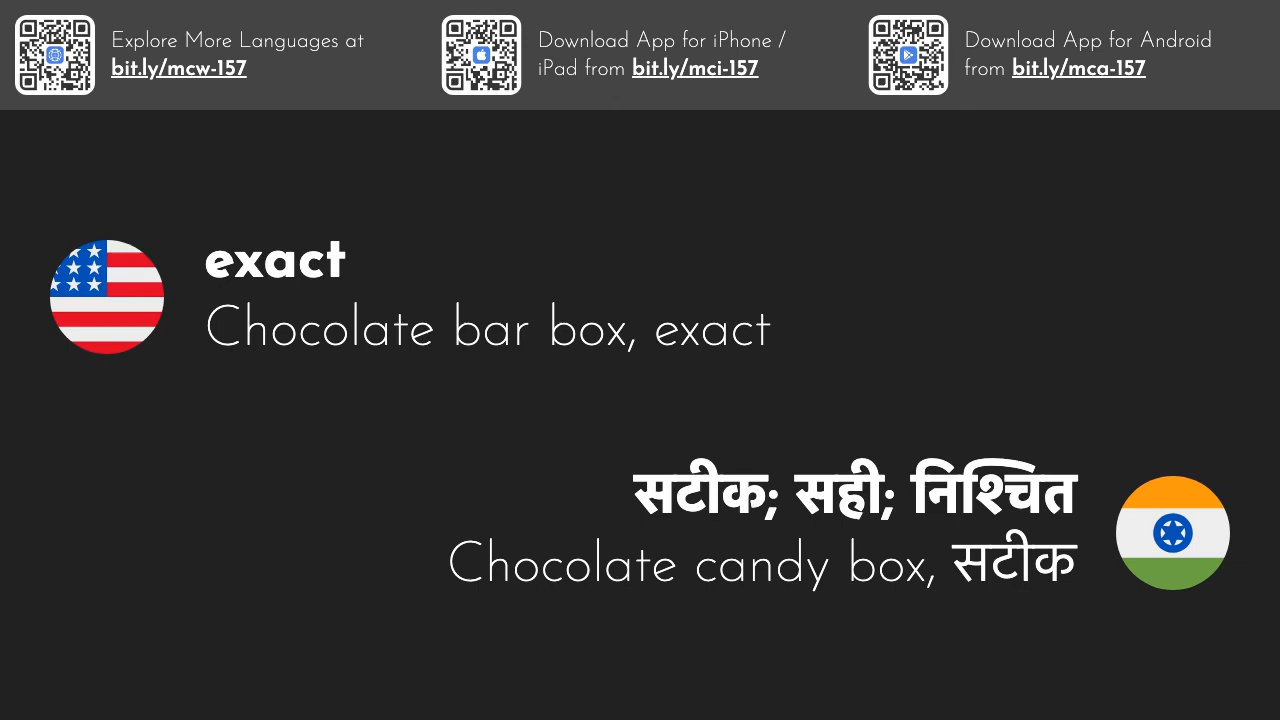 Explore More Languages at
bit.ly/mcw-157
Download App for iPhone /
iPad from bit.ly/mci-157
Download App for Android
from bit.ly/mca-157
exact
Chocolate bar box, exact
सटीक; सही; निश्चित
Chocolate candy box, सटीक